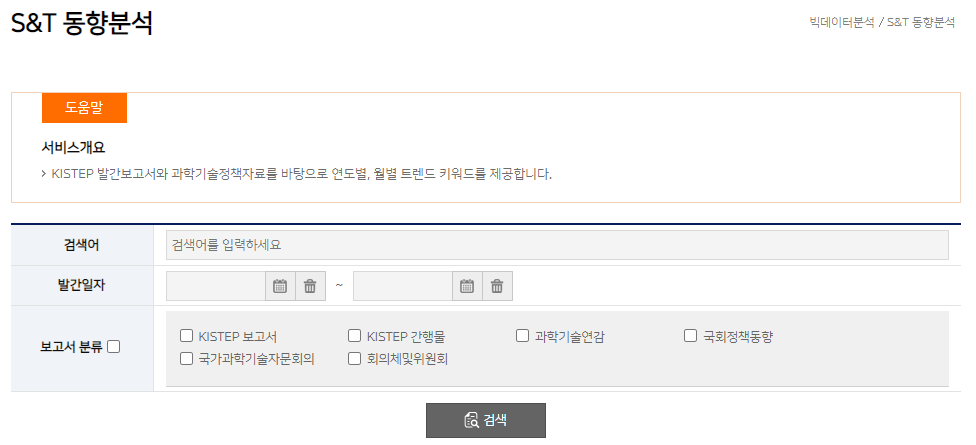 S&T 동향분석
빅데이터분석 / S&T 동향분석
도움말
서비스개요
> KISTEP 발간보고서와 과학기술정책자료를 바탕으로 연도별, 월별 트렌드 키워드를 제공합니다.
검색어 검색어를 입력하세요
발간일자 ~
보고서 분류
KISTEP 보고서 KISTEP 간행물 과학기술연감 국회정책동향
국가과학기술자문회의 회의체및위원회
검색